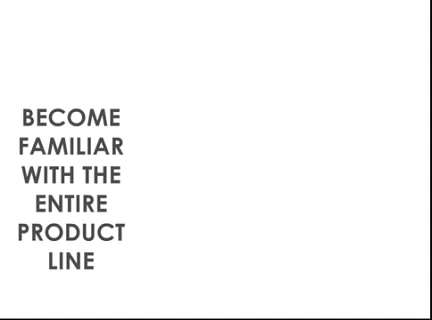 BECOME
FAMILIAR
WITH THE
ENTIRE
PRODUCT
LINE